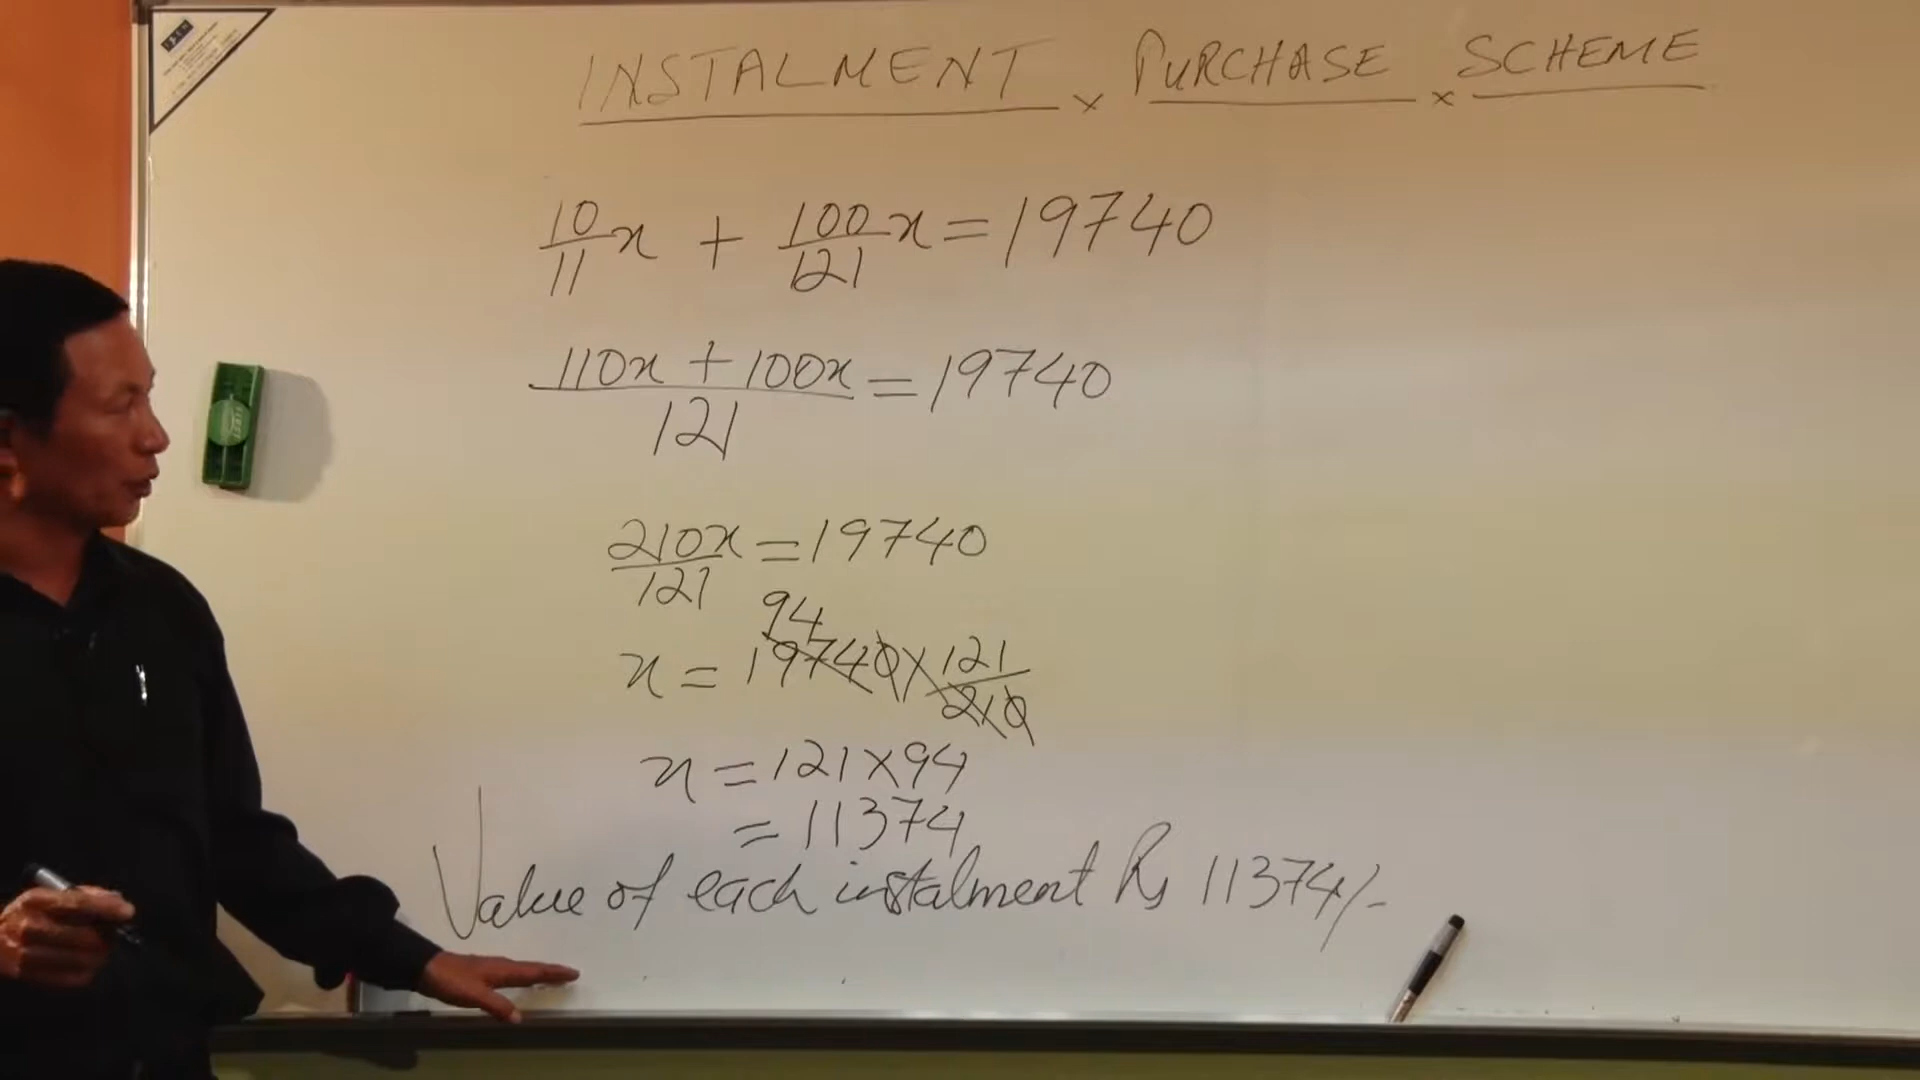 INSTALMENT × PURCHASE × SCHEME
10/11 x + 100/121 x = 19740
110x + 100x / 121 = 19740
210x / 121 = 19740
94
x = 19740 × 121/210
x = 121 × 94
= 11374
Value of each instalment Rs 11374/-